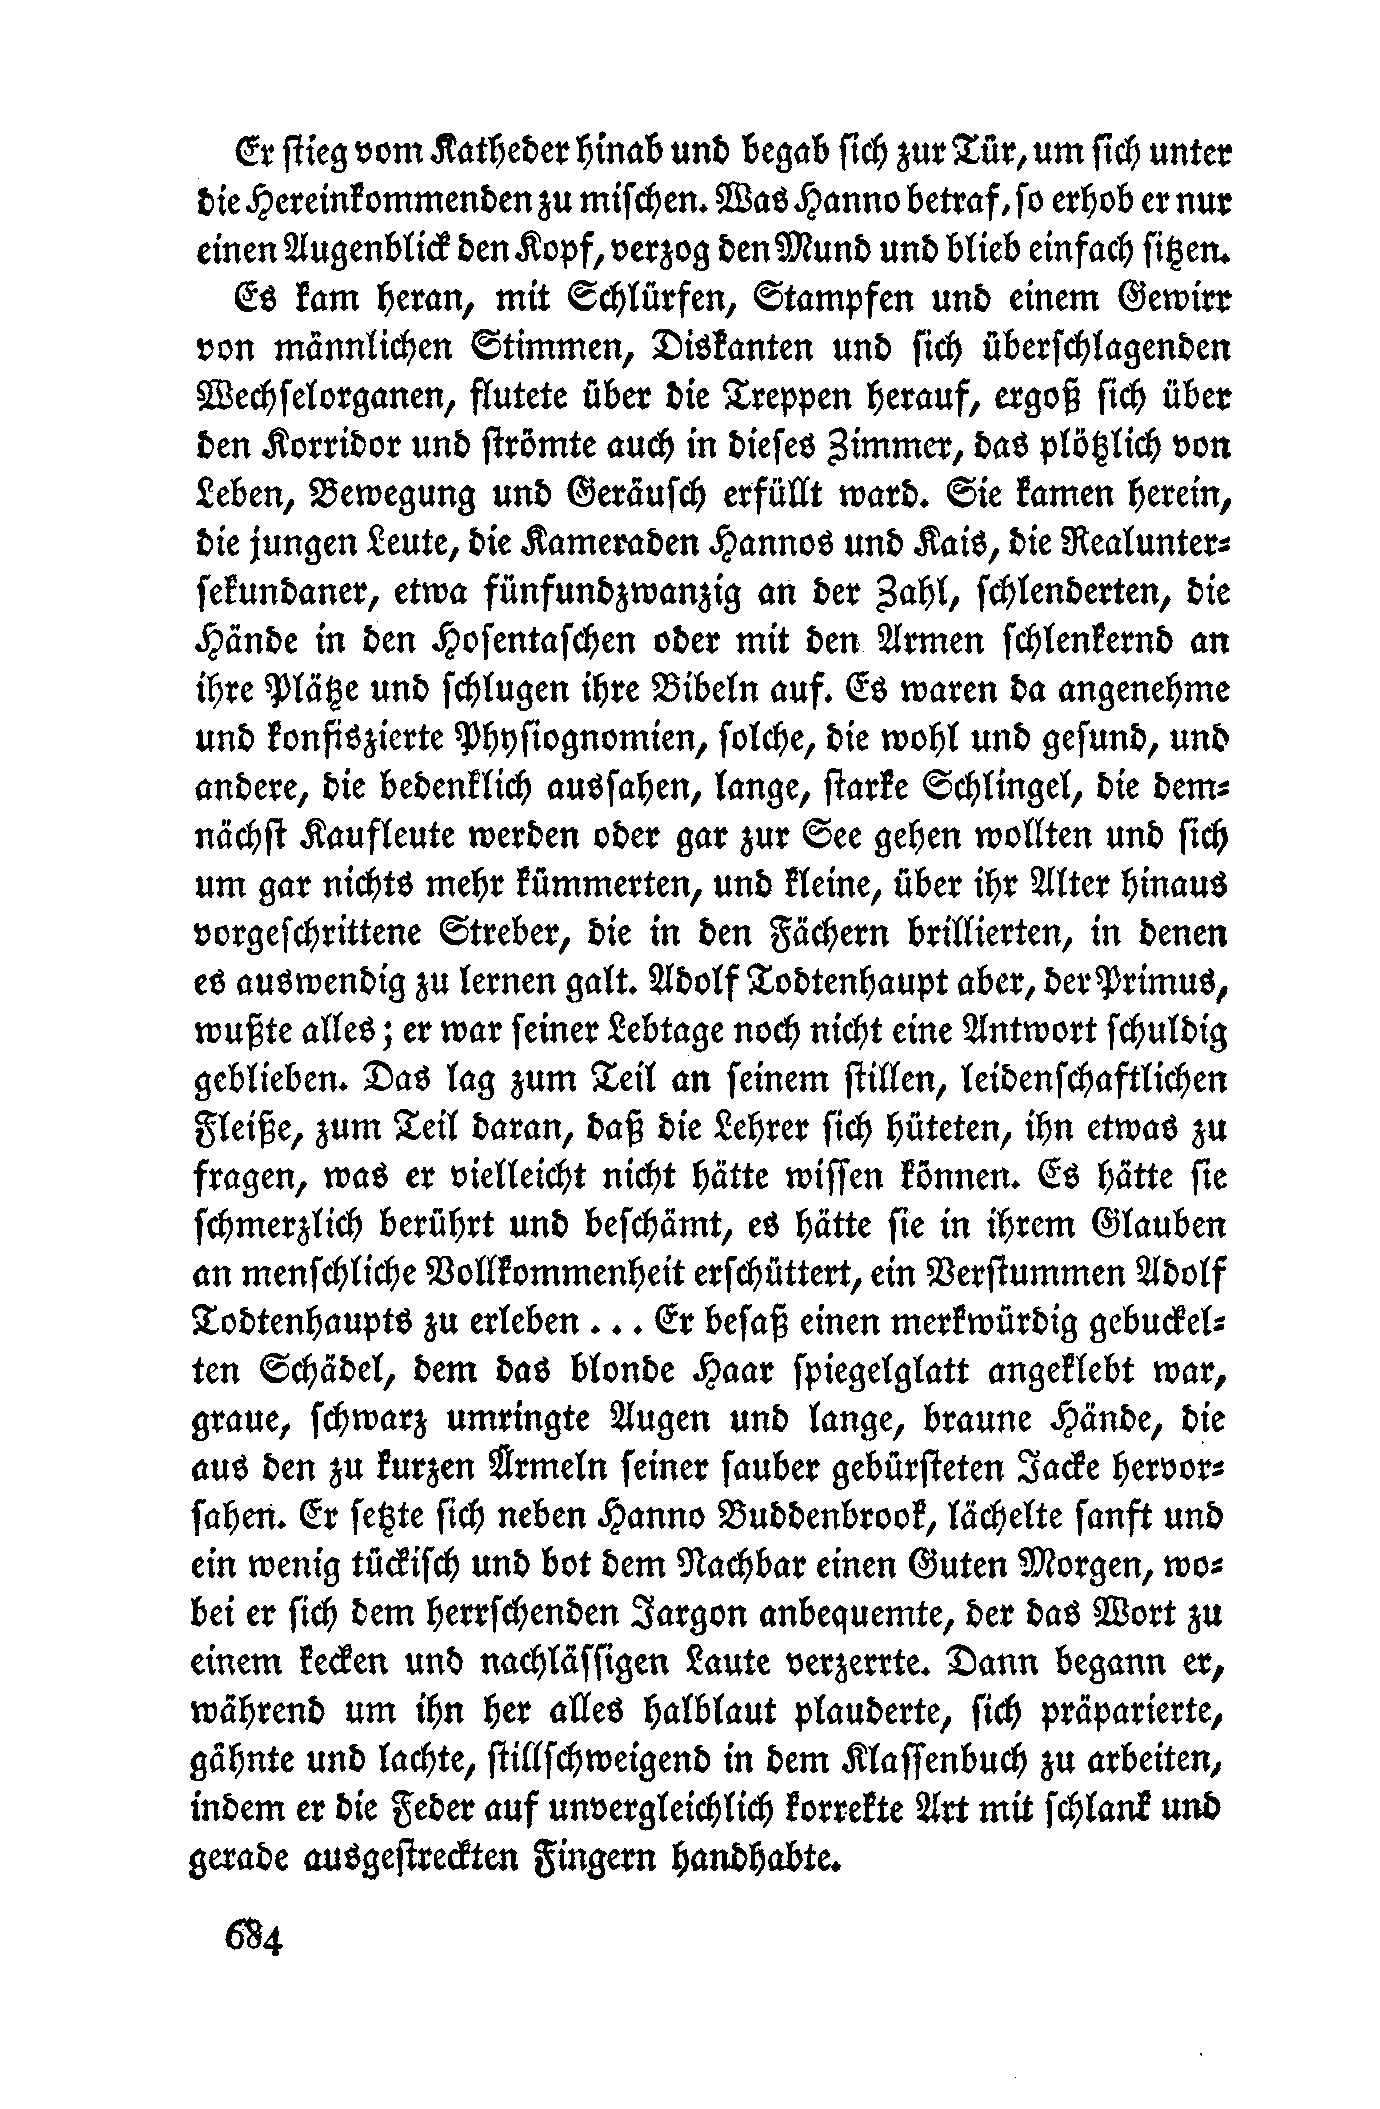 Er stieg vom Katheder hinab und begab sich zur Tür, um sich unter
die Hereinkommenden zu mischen. Was Hanno betraf, so erhob er nur
einen Augenblick den Kopf, verzog den Mund und blieb einfach sitzen.
Es kam heran, mit Schlürfen, Stampfen und einem Gewirr
von männlichen Stimmen, Diskanten und sich überschlagenden
Wechselorganen, flutete über die Treppen herauf, ergoß sich über
den Korridor und strömte auch in dieses Zimmer, das plötzlich von
Leben, Bewegung und Geräusch erfüllt ward. Sie kamen herein,
die jungen Leute, die Kameraden Hannos und Kais, die Realunter-
sekundaner, etwa fünfundzwanzig an der Zahl, schlenderten, die
Hände in den Hosentaschen oder mit den Armen schlenkernd an
ihre Plätze und schlugen ihre Bibeln auf. Es waren da angenehme
und konfiszierte Physiognomien, solche, die wohl und gesund, und
andere, die bedenklich aussahen, lange, starke Schlingel, die dem-
nächst Kaufleute werden oder gar zur See gehen wollten und sich
um gar nichts mehr kümmerten, und kleine, über ihr Alter hinaus
vorgeschrittene Streber, die in den Fächern brillierten, in denen
es auswendig zu lernen galt. Adolf Todtenhaupt aber, der Primus,
wußte alles; er war seiner Lebtage noch nicht eine Antwort schuldig
geblieben. Das lag zum Teil an seinem stillen, leidenschaftlichen
Fleiße, zum Teil daran, daß die Lehrer sich hüteten, ihn etwas zu
fragen, was er vielleicht nicht hätte wissen können. Es hätte sie
schmerzlich berührt und beschämt, es hätte sie in ihrem Glauben
an menschliche Vollkommenheit erschüttert, ein Verstummen Adolf
Todtenhaupts zu erleben . . . Er besaß einen merkwürdig gebuckel-
ten Schädel, dem das blonde Haar spiegelglatt angeklebt war,
graue, schwarz umringte Augen und lange, braune Hände, die
aus den zu kurzen Ärmeln seiner sauber gebürsteten Jacke hervor-
sahen. Er setzte sich neben Hanno Buddenbrook, lächelte sanft und
ein wenig tückisch und bot dem Nachbar einen Guten Morgen, wo-
bei er sich dem herrschenden Jargon anbequemte, der das Wort zu
einem kecken und nachlässigen Laute verzerrte. Dann begann er,
während um ihn her alles halblaut plauderte, sich präparierte,
gähnte und lachte, stillschweigend in dem Klassenbuch zu arbeiten,
indem er die Feder auf unvergleichlich korrekte Art mit schlank und
gerade ausgestreckten Fingern handhabte.
684